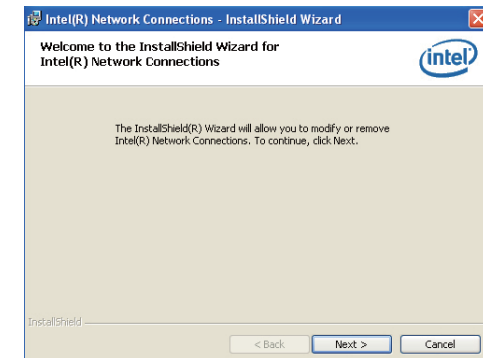 Intel(R) Network Connections - InstallShield Wizard
Welcome to the InstallShield Wizard for
Intel(R) Network Connections
intel
The InstallShield(R) Wizard will allow you to modify or remove
Intel(R) Network Connections. To continue, click Next.
InstallShield
< Back Next > Cancel